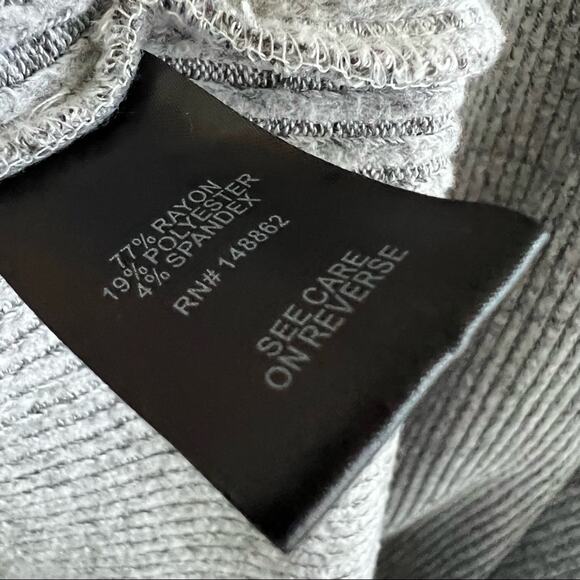 77% RAYON
19% POLYESTER
4% SPANDEX
RN# 148862
SEE CARE
ON REVERSE